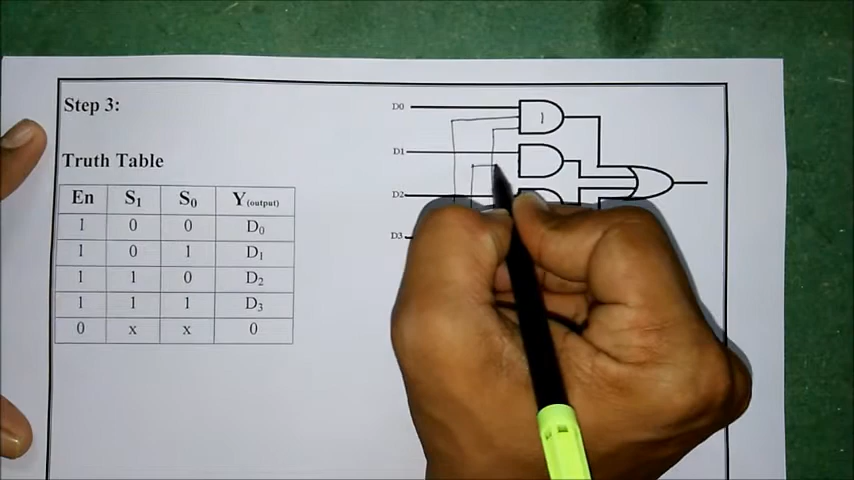 Step 3:
Truth Table
En S₁ S₀ Y(output)
1 0 0 D₀
1 0 1 D₁
1 1 0 D₂
1 1 1 D₃
0 x x 0
D0
1
D1
D2
D3